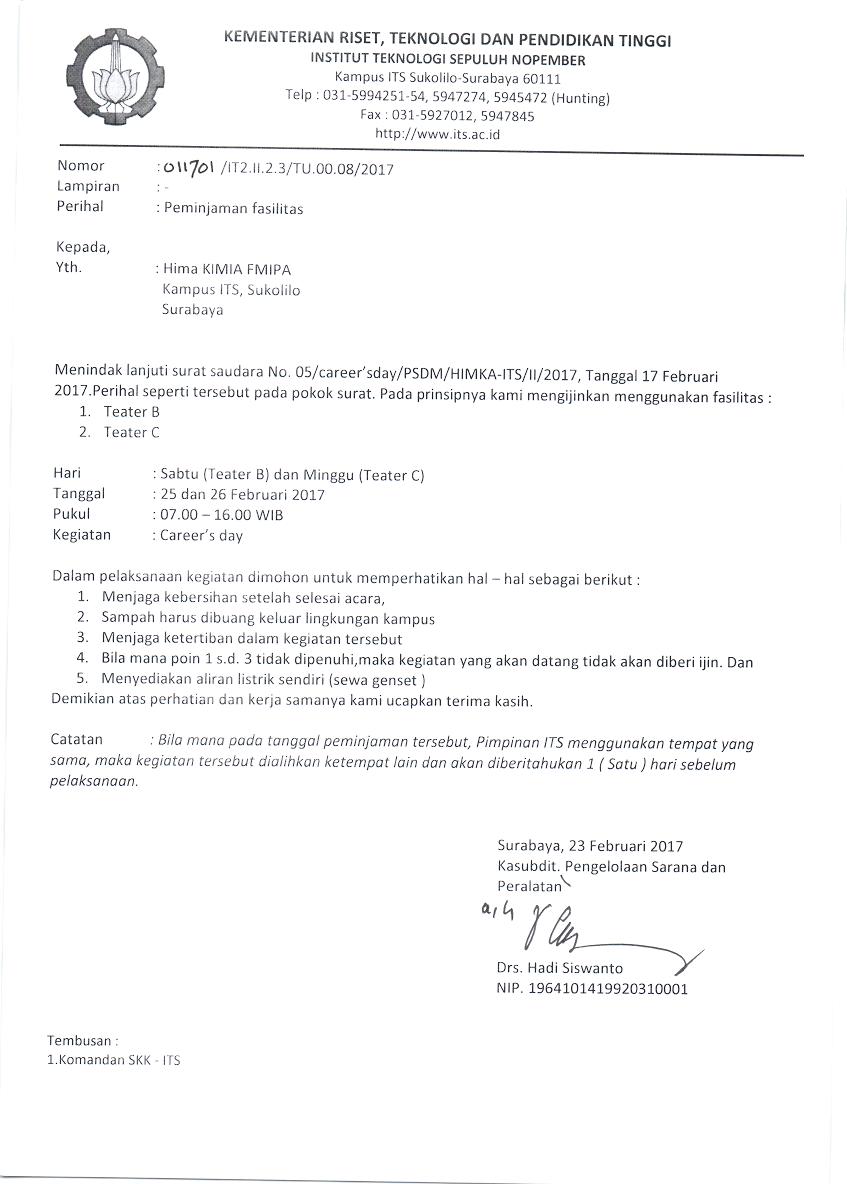 KEMENTERIAN RISET, TEKNOLOGI DAN PENDIDIKAN TINGGI
INSTITUT TEKNOLOGI SEPULUH NOPEMBER
Kampus ITS Sukolilo-Surabaya 60111
Telp : 031-5994251-54, 5947274, 5945472 (Hunting)
Fax : 031-5927012, 5947845
http://www.its.ac.id
Nomor : 011701 /IT2.II.2.3/TU.00.08/2017
Lampiran : -
Perihal : Peminjaman fasilitas
Kepada,
Yth. : Hima KIMIA FMIPA
Kampus ITS, Sukolilo
Surabaya
Menindak lanjuti surat saudara No. 05/career'sday/PSDM/HIMKA-ITS/II/2017, Tanggal 17 Februari
2017.Perihal seperti tersebut pada pokok surat. Pada prinsipnya kami mengijinkan menggunakan fasilitas :
1. Teater B
2. Teater C
Hari : Sabtu (Teater B) dan Minggu (Teater C)
Tanggal : 25 dan 26 Februari 2017
Pukul : 07.00 – 16.00 WIB
Kegiatan : Career's day
Dalam pelaksanaan kegiatan dimohon untuk memperhatikan hal – hal sebagai berikut :
1. Menjaga kebersihan setelah selesai acara,
2. Sampah harus dibuang keluar lingkungan kampus
3. Menjaga ketertiban dalam kegiatan tersebut
4. Bila mana poin 1 s.d. 3 tidak dipenuhi,maka kegiatan yang akan datang tidak akan diberi ijin. Dan
5. Menyediakan aliran listrik sendiri (sewa genset )
Demikian atas perhatian dan kerja samanya kami ucapkan terima kasih.
Catatan : Bila mana pada tanggal peminjaman tersebut, Pimpinan ITS menggunakan tempat yang
sama, maka kegiatan tersebut dialihkan ketempat lain dan akan diberitahukan 1 ( Satu ) hari sebelum
pelaksanaan.
Surabaya, 23 Februari 2017
Kasubdit. Pengelolaan Sarana dan
Peralatan
Drs. Hadi Siswanto
NIP. 1964101419920310001
Tembusan :
1.Komandan SKK - ITS